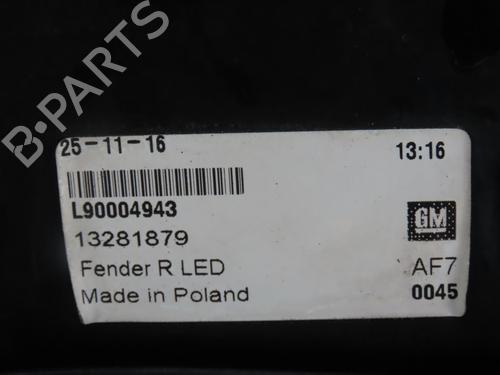 B-PARTS
25-11-16 13:16
L90004943
GM
13281879
Fender R LED AF7
Made in Poland 0045